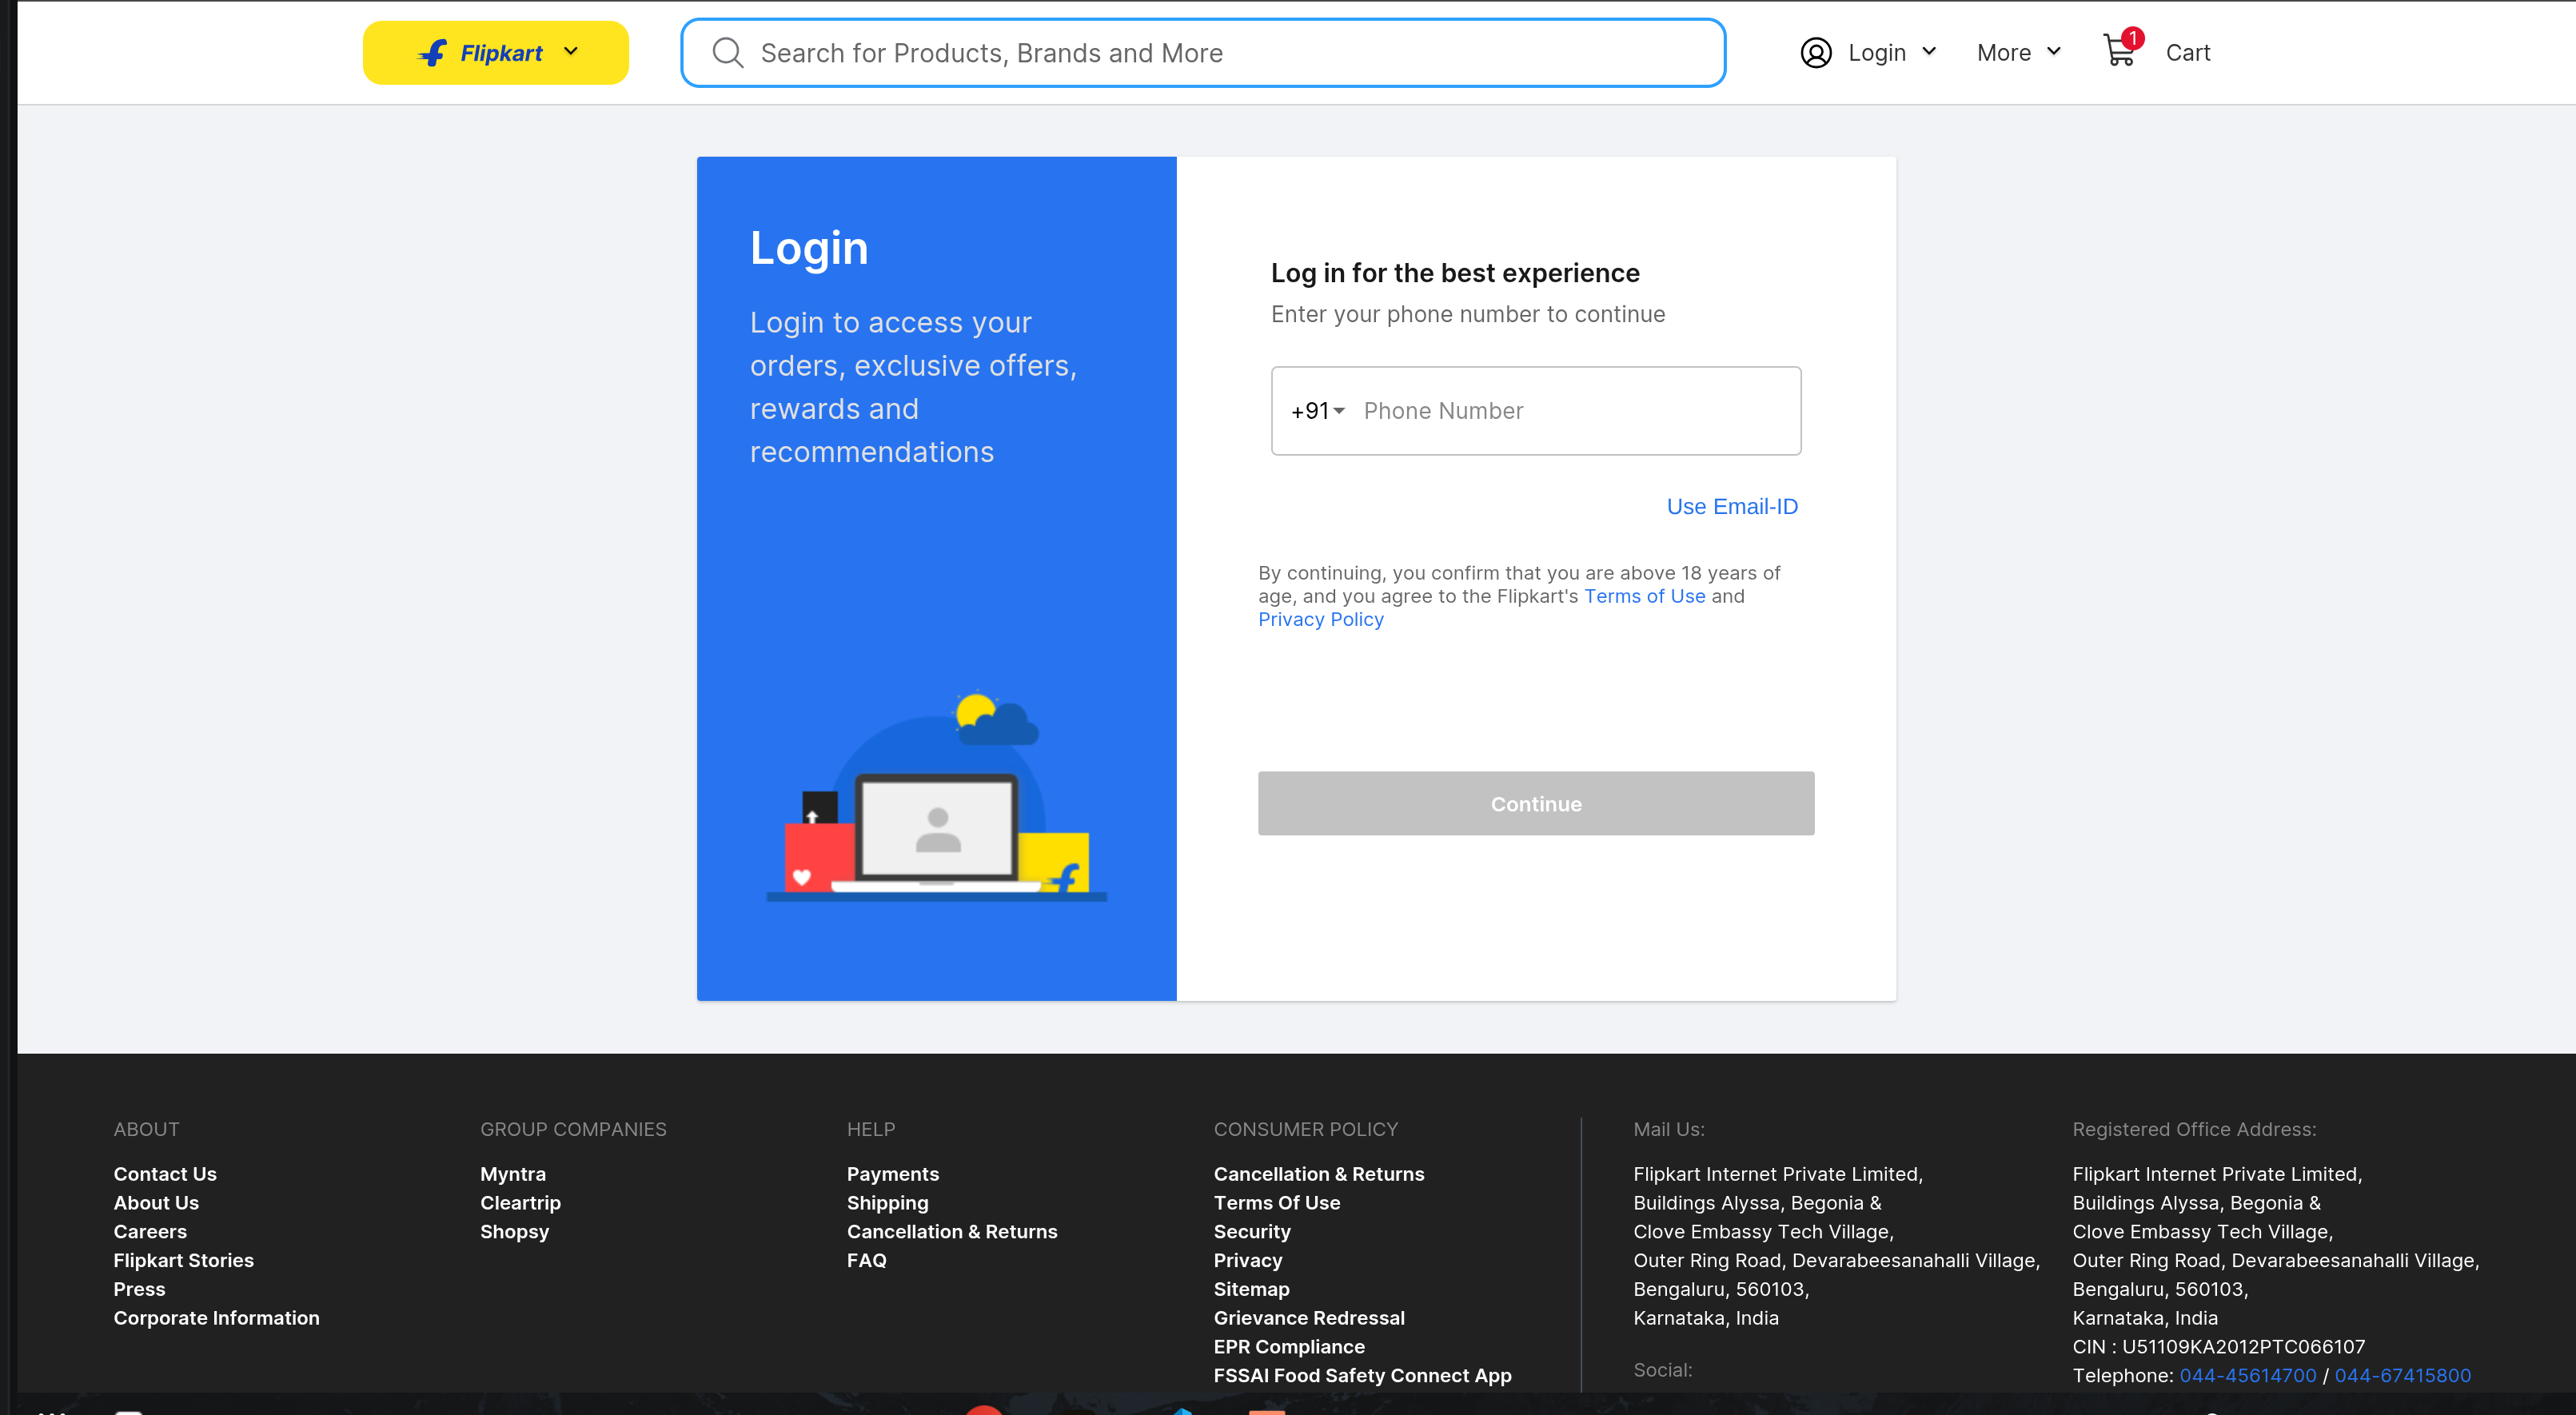 Flipkart
Search for Products, Brands and More
Login
More
1
Cart
Login
Login to access your
orders, exclusive offers,
rewards and
recommendations
Log in for the best experience
Enter your phone number to continue
+91
Phone Number
Use Email-ID
By continuing, you confirm that you are above 18 years of
age, and you agree to the Flipkart's Terms of Use and
Privacy Policy
Continue
ABOUT
Contact Us
About Us
Careers
Flipkart Stories
Press
Corporate Information
GROUP COMPANIES
Myntra
Cleartrip
Shopsy
HELP
Payments
Shipping
Cancellation & Returns
FAQ
CONSUMER POLICY
Cancellation & Returns
Terms Of Use
Security
Privacy
Sitemap
Grievance Redressal
EPR Compliance
FSSAI Food Safety Connect App
Mail Us:
Flipkart Internet Private Limited,
Buildings Alyssa, Begonia &
Clove Embassy Tech Village,
Outer Ring Road, Devarabeesanahalli Village,
Bengaluru, 560103,
Karnataka, India
Social:
Registered Office Address:
Flipkart Internet Private Limited,
Buildings Alyssa, Begonia &
Clove Embassy Tech Village,
Outer Ring Road, Devarabeesanahalli Village,
Bengaluru, 560103,
Karnataka, India
CIN : U51109KA2012PTC066107
Telephone: 044-45614700 / 044-67415800